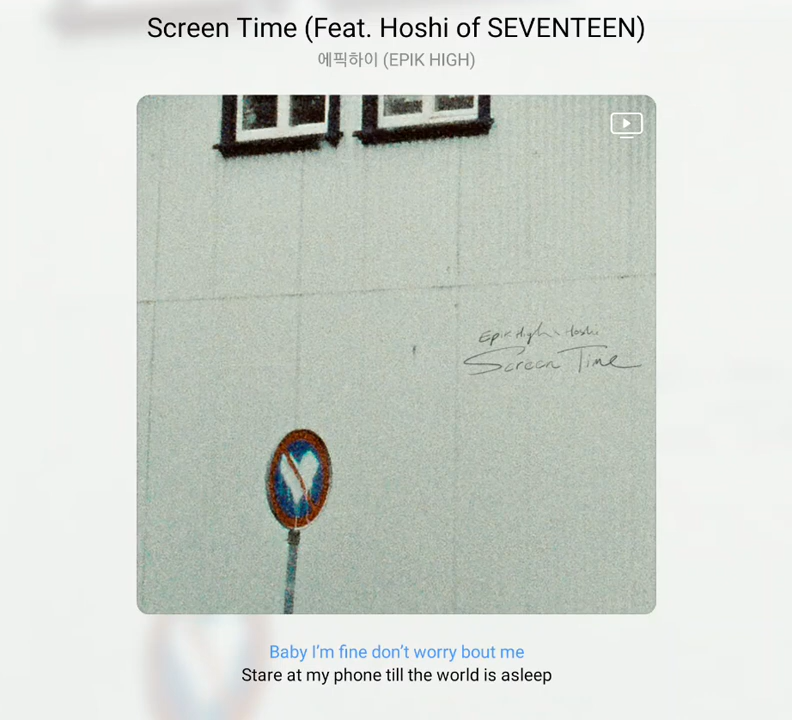 Screen Time (Feat. Hoshi of SEVENTEEN)
에픽하이 (EPIK HIGH)
Epik High Hoshi
Screen Time
Baby I'm fine don't worry bout me
Stare at my phone till the world is asleep